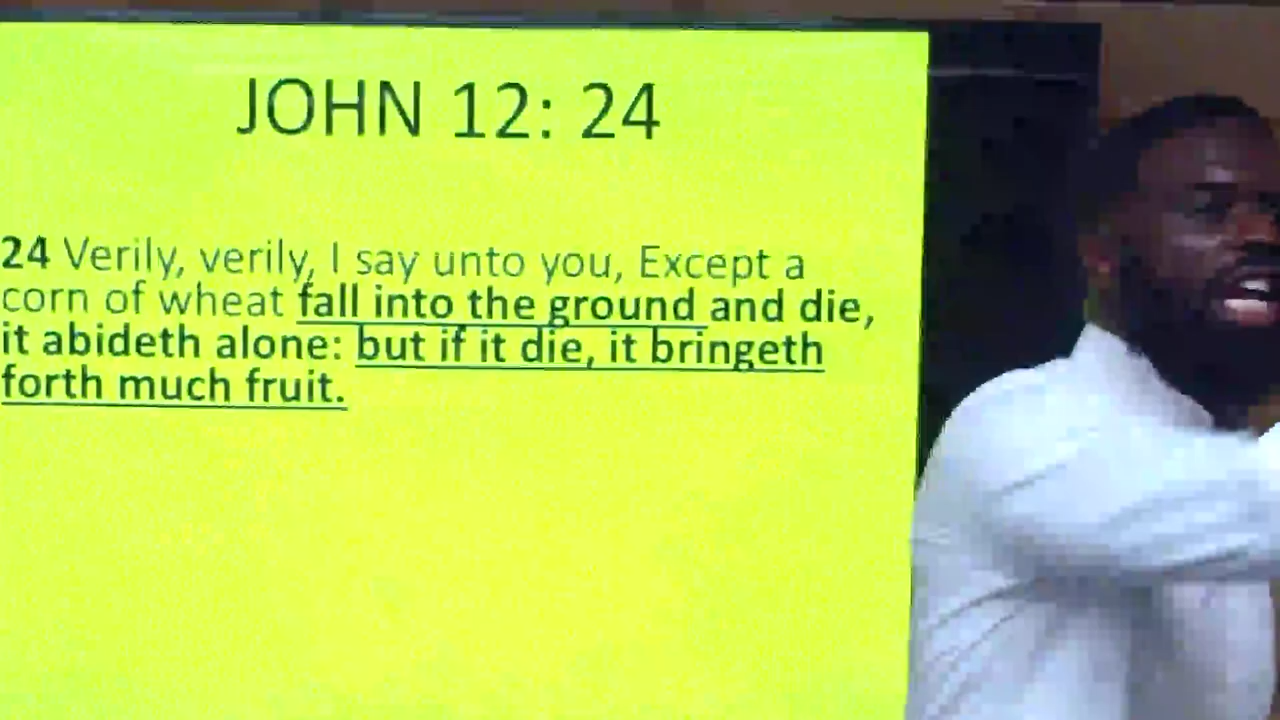 JOHN 12: 24
24 Verily, verily, I say unto you, Except a
corn of wheat fall into the ground and die,
it abideth alone: but if it die, it bringeth
forth much fruit.